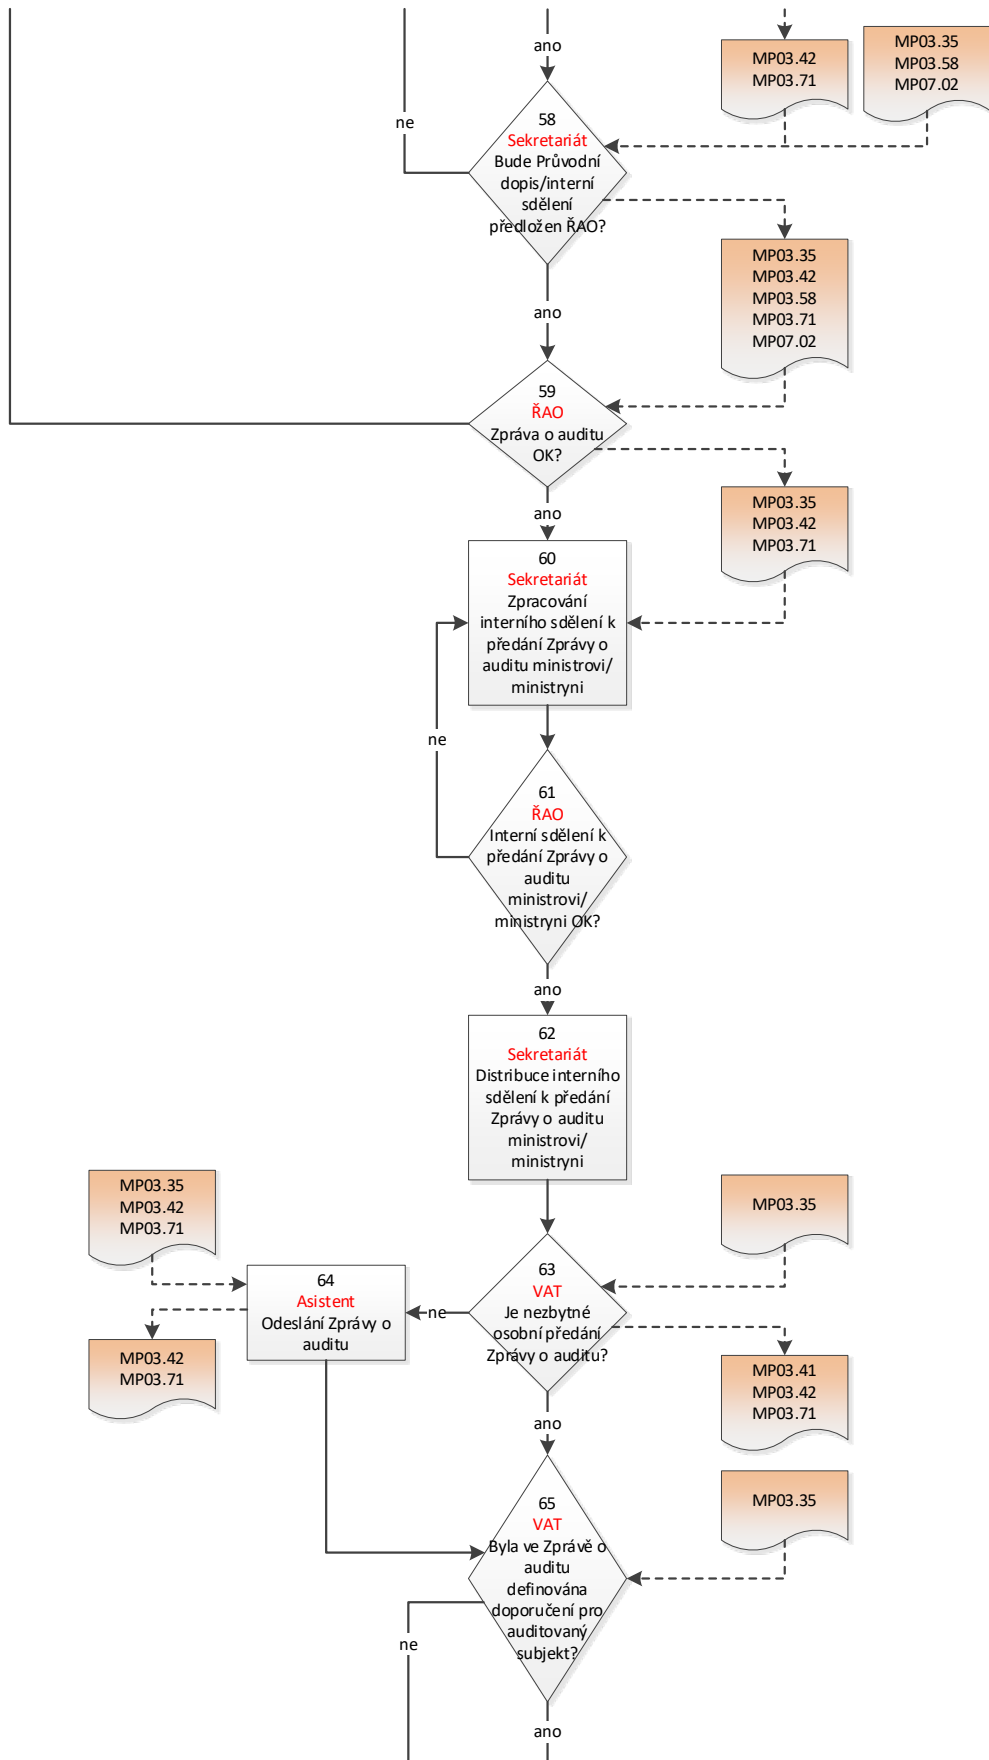 ano
MP03.42
MP03.71
MP03.35
MP03.58
MP07.02
ne
58
Sekretariát
Bude Průvodní
dopis/interní
sdělení
předložen ŘAO?
MP03.35
MP03.42
MP03.58
MP03.71
MP07.02
ano
59
ŘAO
Zpráva o auditu
OK?
MP03.35
MP03.42
MP03.71
ano
60
Sekretariát
Zpracování
interního sdělení k
předání Zprávy o
auditu ministrovi/
ministryni
ne
61
ŘAO
Interní sdělení k
předání Zprávy o
auditu
ministrovi/
ministryni OK?
ano
62
Sekretariát
Distribuce interního
sdělení k předání
Zprávy o auditu
ministrovi/
ministryni
MP03.35
MP03.42
MP03.71
MP03.35
63
VAT
Je nezbytné
osobní předání
Zprávy o auditu?
ne
64
Asistent
Odeslání Zprávy o
auditu
MP03.42
MP03.71
MP03.41
MP03.42
MP03.71
ano
65
VAT
Byla ve Zprávě o
auditu
definována
doporučení pro
auditovaný
subjekt?
MP03.35
ne
ano